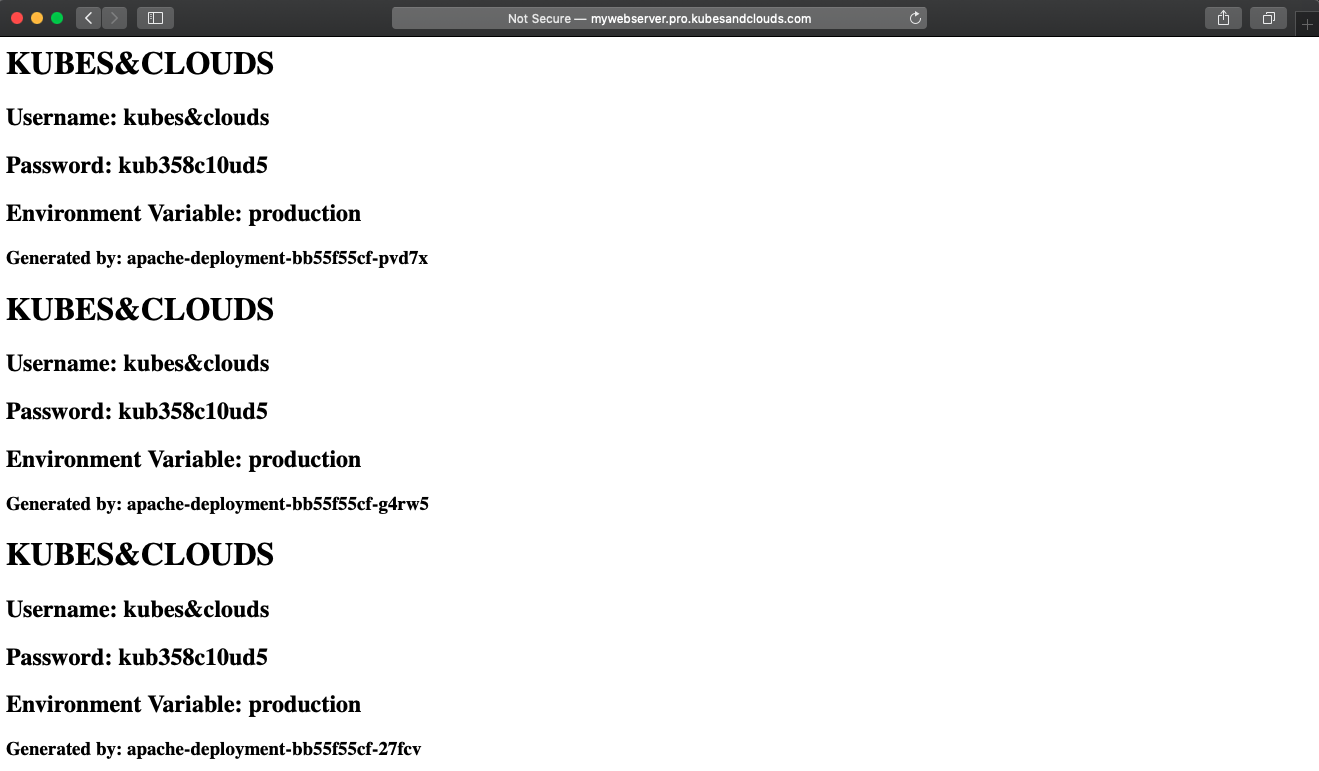 Not Secure — mywebserver.pro.kubesandclouds.com
KUBES&CLOUDS
Username: kubes&clouds
Password: kub358c10ud5
Environment Variable: production
Generated by: apache-deployment-bb55f55cf-pvd7x
KUBES&CLOUDS
Username: kubes&clouds
Password: kub358c10ud5
Environment Variable: production
Generated by: apache-deployment-bb55f55cf-g4rw5
KUBES&CLOUDS
Username: kubes&clouds
Password: kub358c10ud5
Environment Variable: production
Generated by: apache-deployment-bb55f55cf-27fcv